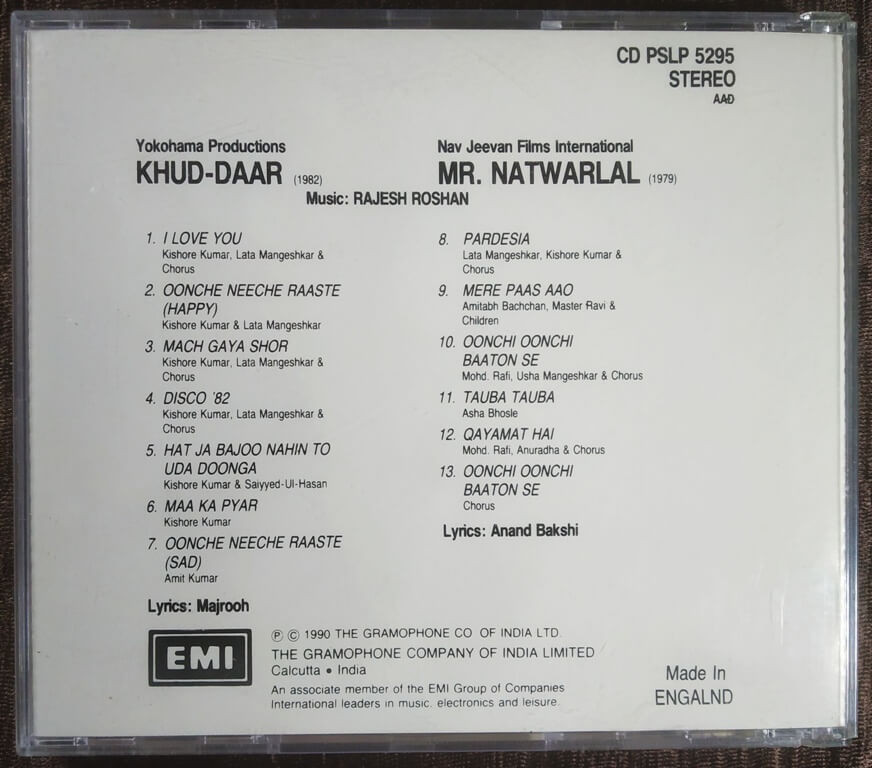 CD PSLP 5295
STEREO
AAD
Yokohama Productions
KHUD-DAAR (1982)
Nav Jeevan Films International
MR. NATWARLAL (1979)
Music: RAJESH ROSHAN
1. I LOVE YOU
Kishore Kumar, Lata Mangeshkar &
Chorus
2. OONCHE NEECHE RAASTE
(HAPPY)
Kishore Kumar & Lata Mangeshkar
3. MACH GAYA SHOR
Kishore Kumar, Lata Mangeshkar &
Chorus
4. DISCO '82
Kishore Kumar, Lata Mangeshkar &
Chorus
5. HAT JA BAJOO NAHIN TO
UDA DOONGA
Kishore Kumar & Saiyyed-Ul-Hasan
6. MAA KA PYAR
Kishore Kumar
7. OONCHE NEECHE RAASTE
(SAD)
Amit Kumar
Lyrics: Majrooh
8. PARDESIA
Lata Mangeshkar, Kishore Kumar &
Chorus
9. MERE PAAS AAO
Amitabh Bachchan, Master Ravi &
Children
10. OONCHI OONCHI
BAATON SE
Mohd. Rafi, Usha Mangeshkar & Chorus
11. TAUBA TAUBA
Asha Bhosle
12. QAYAMAT HAI
Mohd. Rafi, Anuradha & Chorus
13. OONCHI OONCHI
BAATON SE
Chorus
Lyrics: Anand Bakshi
EMI
℗ © 1990 THE GRAMOPHONE CO OF INDIA LTD.
THE GRAMOPHONE COMPANY OF INDIA LIMITED
Calcutta • India
An associate member of the EMI Group of Companies
International leaders in music. electronics and leisure.
Made In
ENGALND